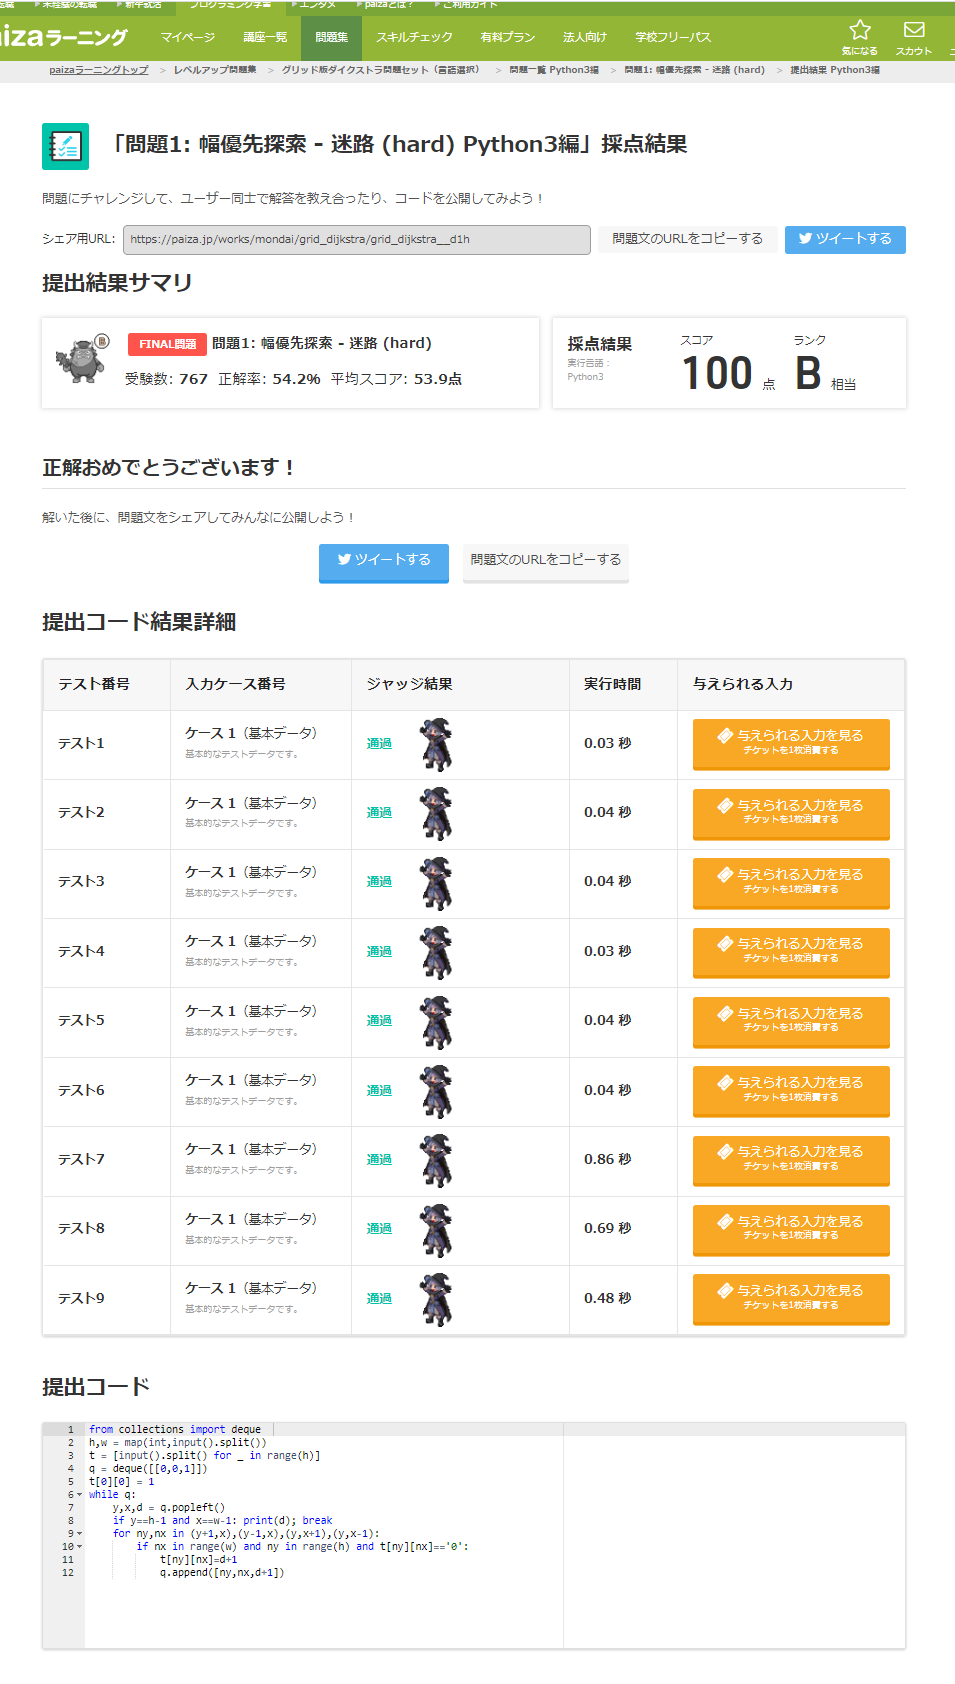 未経験の転職
新卒就活
プログラミング学習
エンタメ
paizaとは？
ご利用ガイド
aizaラーニング
マイページ
講座一覧
問題集
スキルチェック
有料プラン
法人向け
学校フリーパス
気になる
スカウト
paizaラーニングトップ > レベルアップ問題集 > グリッド版ダイクストラ問題セット（言語選択） > 問題一覧 Python3編 > 問題1: 幅優先探索 - 迷路 (hard) > 提出結果 Python3編
「問題1: 幅優先探索 - 迷路 (hard) Python3編」採点結果
問題にチャレンジして、ユーザー同士で解答を教え合ったり、コードを公開してみよう！
シェア用URL: https://paiza.jp/works/mondai/grid_dijkstra/grid_dijkstra__d1h 問題文のURLをコピーする ツイートする
提出結果サマリ
FINAL問題 問題1: 幅優先探索 - 迷路 (hard)
受験数: 767 正解率: 54.2% 平均スコア: 53.9点
採点結果
実行言語：
Python3
スコア
100 点
ランク
B 相当
正解おめでとうございます！
解いた後に、問題文をシェアしてみんなに公開しよう！
ツイートする 問題文のURLをコピーする
提出コード結果詳細
テスト番号 入力ケース番号 ジャッジ結果 実行時間 与えられる入力
テスト1 ケース 1（基本データ） 通過 0.03 秒 与えられる入力を見る
基本的なテストデータです。 チケットを1枚消費する
テスト2 ケース 1（基本データ） 通過 0.04 秒 与えられる入力を見る
基本的なテストデータです。 チケットを1枚消費する
テスト3 ケース 1（基本データ） 通過 0.04 秒 与えられる入力を見る
基本的なテストデータです。 チケットを1枚消費する
テスト4 ケース 1（基本データ） 通過 0.03 秒 与えられる入力を見る
基本的なテストデータです。 チケットを1枚消費する
テスト5 ケース 1（基本データ） 通過 0.04 秒 与えられる入力を見る
基本的なテストデータです。 チケットを1枚消費する
テスト6 ケース 1（基本データ） 通過 0.04 秒 与えられる入力を見る
基本的なテストデータです。 チケットを1枚消費する
テスト7 ケース 1（基本データ） 通過 0.86 秒 与えられる入力を見る
基本的なテストデータです。 チケットを1枚消費する
テスト8 ケース 1（基本データ） 通過 0.69 秒 与えられる入力を見る
基本的なテストデータです。 チケットを1枚消費する
テスト9 ケース 1（基本データ） 通過 0.48 秒 与えられる入力を見る
基本的なテストデータです。 チケットを1枚消費する
提出コード
1 from collections import deque
2 h,w = map(int,input().split())
3 t = [input().split() for _ in range(h)]
4 q = deque([[0,0,1]])
5 t[0][0] = 1
6 while q:
7     y,x,d = q.popleft()
8     if y==h-1 and x==w-1: print(d); break
9     for ny,nx in (y+1,x),(y-1,x),(y,x+1),(y,x-1):
10         if nx in range(w) and ny in range(h) and t[ny][nx]=='0':
11             t[ny][nx]=d+1
12             q.append([ny,nx,d+1])